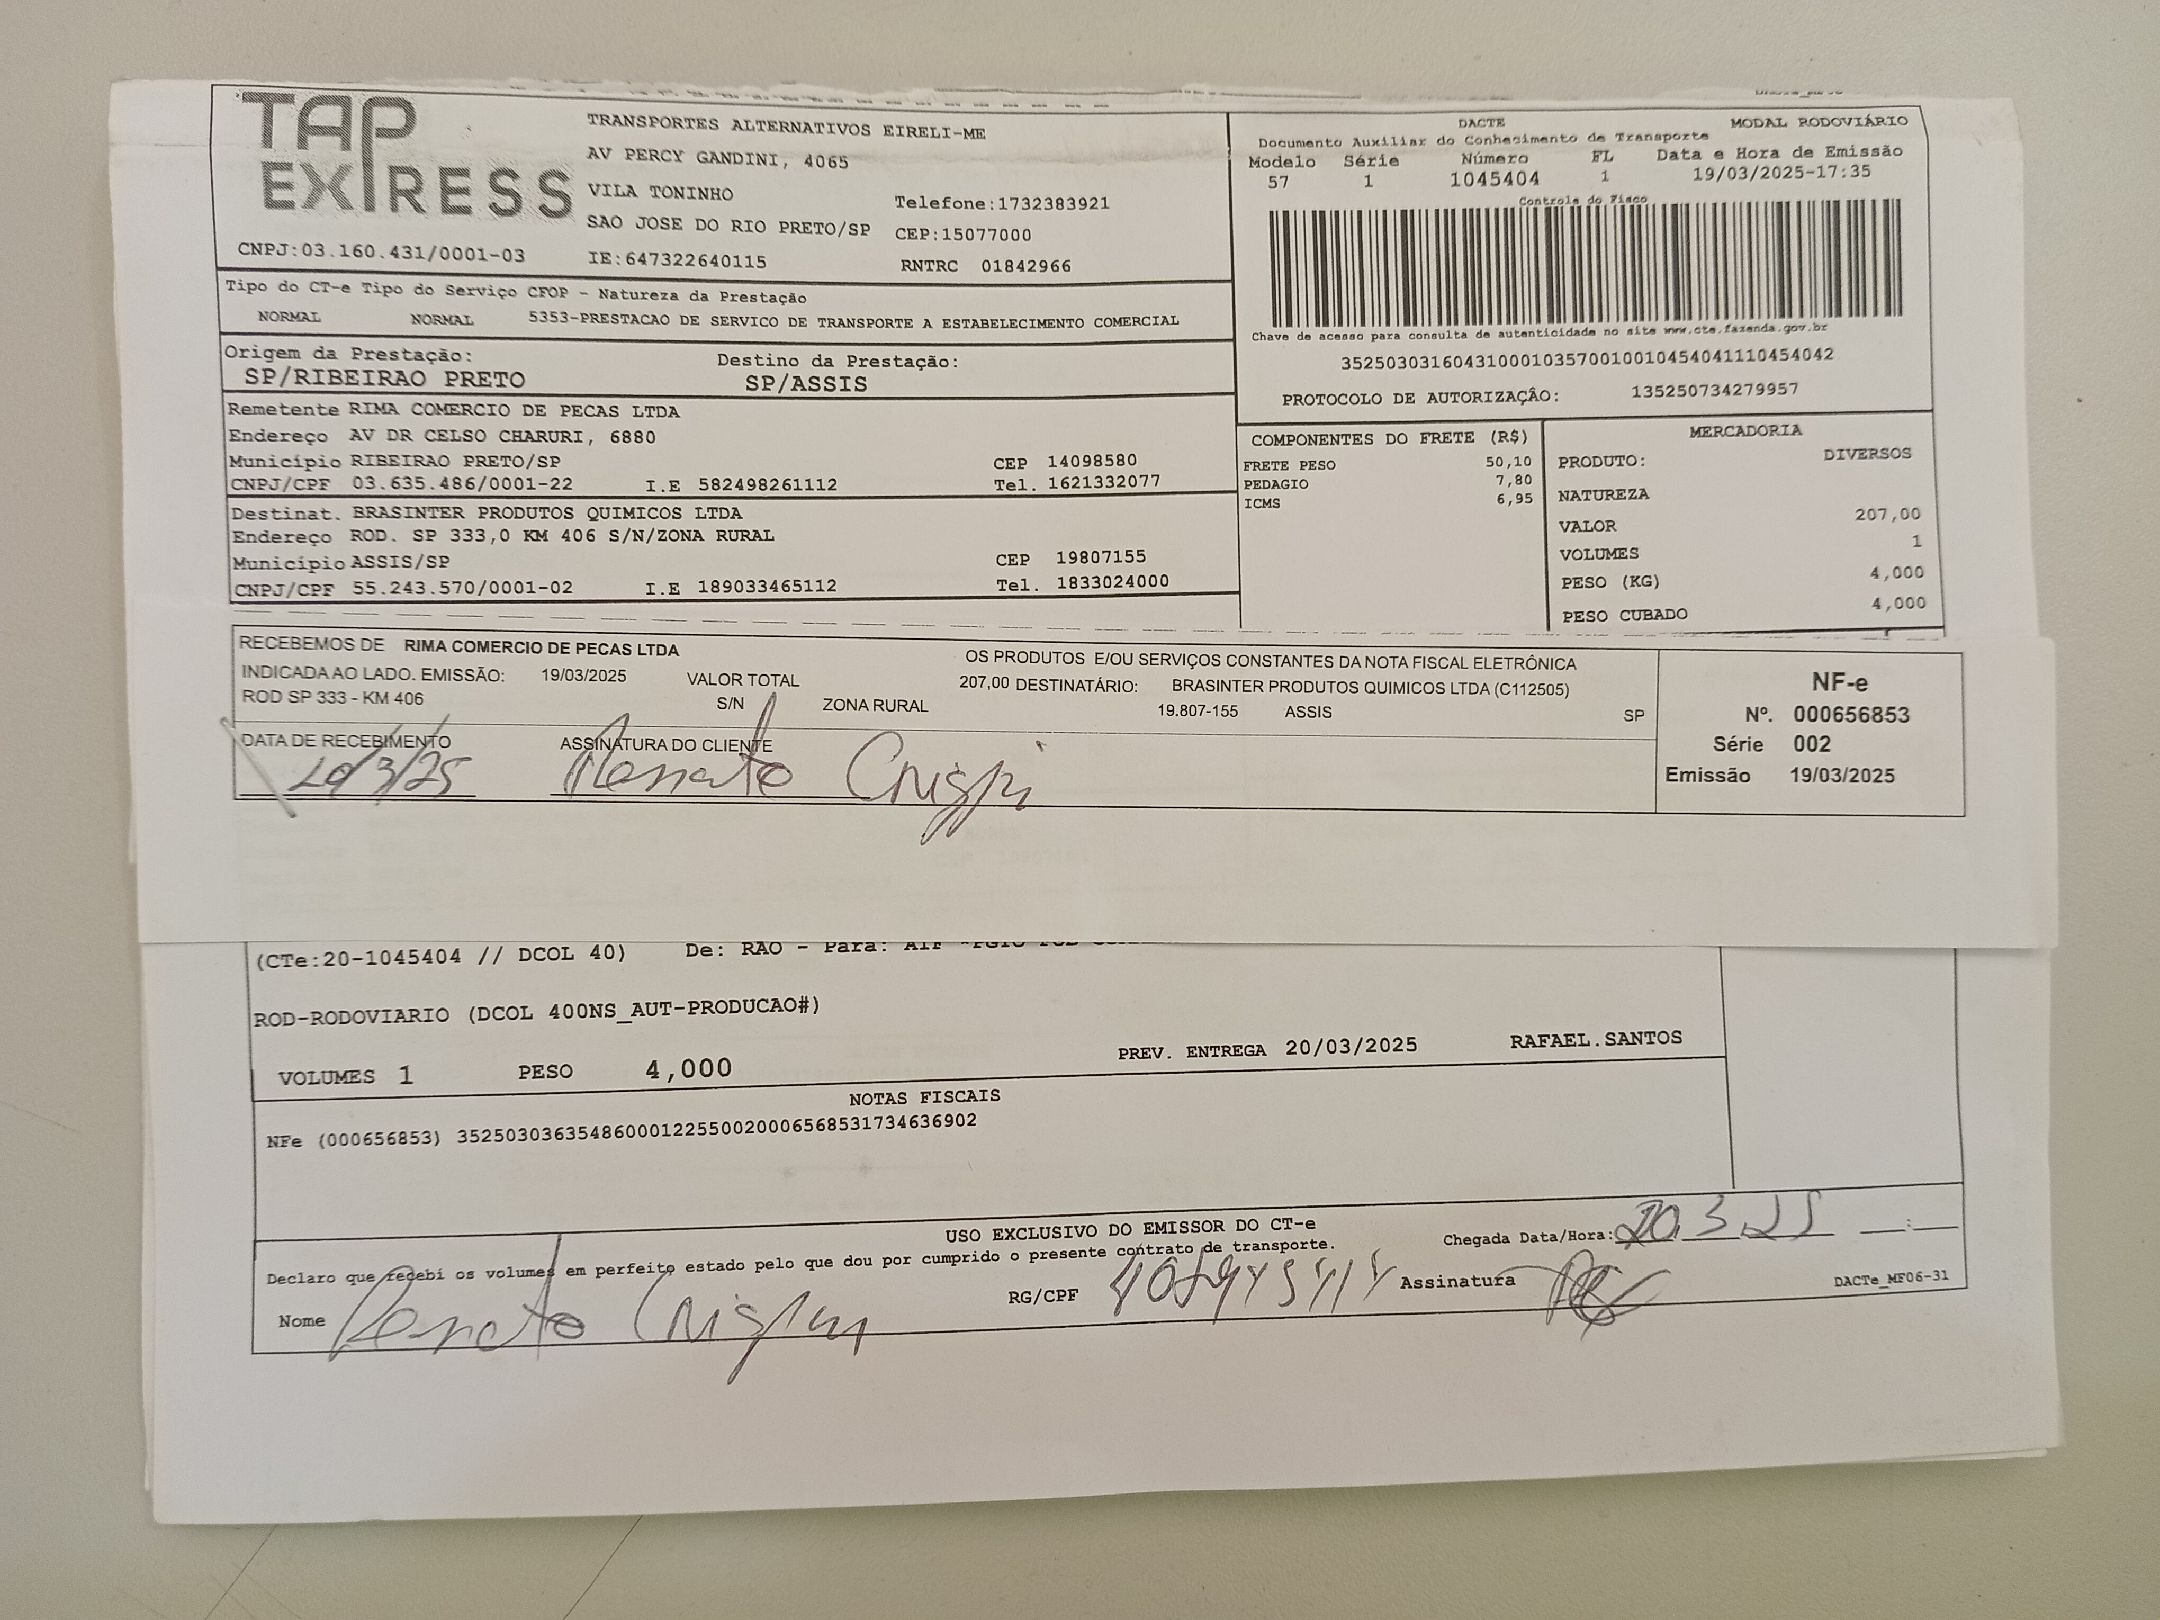 TAP
EXPRESS
CNPJ:03.160.431/0001-03
TRANSPORTES ALTERNATIVOS EIRELI-ME
AV PERCY GANDINI, 4065
VILA TONINHO
Telefone:1732383921
SAO JOSE DO RIO PRETO/SP CEP:15077000
IE:647322640115 RNTRC 01842966
DACTE MODAL RODOVIÁRIO
Documento Auxiliar do Conhecimento de Transporte
Modelo Série Número FL Data e Hora de Emissão
57 1 1045404 1 19/03/2025-17:35
Controle do Fisco
Chave de acesso para consulta de autenticidade no site www.cte.fazenda.gov.br
35250303160431000103570010010454041110454042
PROTOCOLO DE AUTORIZAÇÃO: 135250734279957
Tipo do CT-e Tipo do Serviço CFOP - Natureza da Prestação
NORMAL NORMAL 5353-PRESTACAO DE SERVICO DE TRANSPORTE A ESTABELECIMENTO COMERCIAL
Origem da Prestação: Destino da Prestação:
SP/RIBEIRAO PRETO SP/ASSIS
Remetente RIMA COMERCIO DE PECAS LTDA
Endereço AV DR CELSO CHARURI, 6880
Município RIBEIRAO PRETO/SP CEP 14098580
CNPJ/CPF 03.635.486/0001-22 I.E 582498261112 Tel. 1621332077
Destinat. BRASINTER PRODUTOS QUIMICOS LTDA
Endereço ROD. SP 333,0 KM 406 S/N/ZONA RURAL
Município ASSIS/SP CEP 19807155
CNPJ/CPF 55.243.570/0001-02 I.E 189033465112 Tel. 1833024000
COMPONENTES DO FRETE (R$)
FRETE PESO 50,10
PEDAGIO 7,80
ICMS 6,95
MERCADORIA
PRODUTO: DIVERSOS
NATUREZA
VALOR 207,00
VOLUMES 1
PESO (KG) 4,000
PESO CUBADO 4,000
RECEBEMOS DE RIMA COMERCIO DE PECAS LTDA OS PRODUTOS E/OU SERVIÇOS CONSTANTES DA NOTA FISCAL ELETRÔNICA
INDICADA AO LADO. EMISSÃO: 19/03/2025 VALOR TOTAL 207,00 DESTINATÁRIO: BRASINTER PRODUTOS QUIMICOS LTDA (C112505)
ROD SP 333 - KM 406 S/N ZONA RURAL 19.807-155 ASSIS SP
DATA DE RECEBIMENTO ASSINATURA DO CLIENTE
20/3/25 Renato Crispim
NF-e
Nº. 000656853
Série 002
Emissão 19/03/2025
(CTe:20-1045404 // DCOL 40) De: RAO - Para:
ROD-RODOVIARIO (DCOL 400NS_AUT-PRODUCAO#)
VOLUMES 1 PESO 4,000 PREV. ENTREGA 20/03/2025 RAFAEL.SANTOS
NOTAS FISCAIS
NFe (000656853) 35250303635486000122550020006568531734636902
USO EXCLUSIVO DO EMISSOR DO CT-e
Declaro que recebi os volumes em perfeito estado pelo que dou por cumprido o presente contrato de transporte.
Chegada Data/Hora: 20 3 25 :
Nome Renato Crispim RG/CPF Assinatura
DACTe_MF06-31